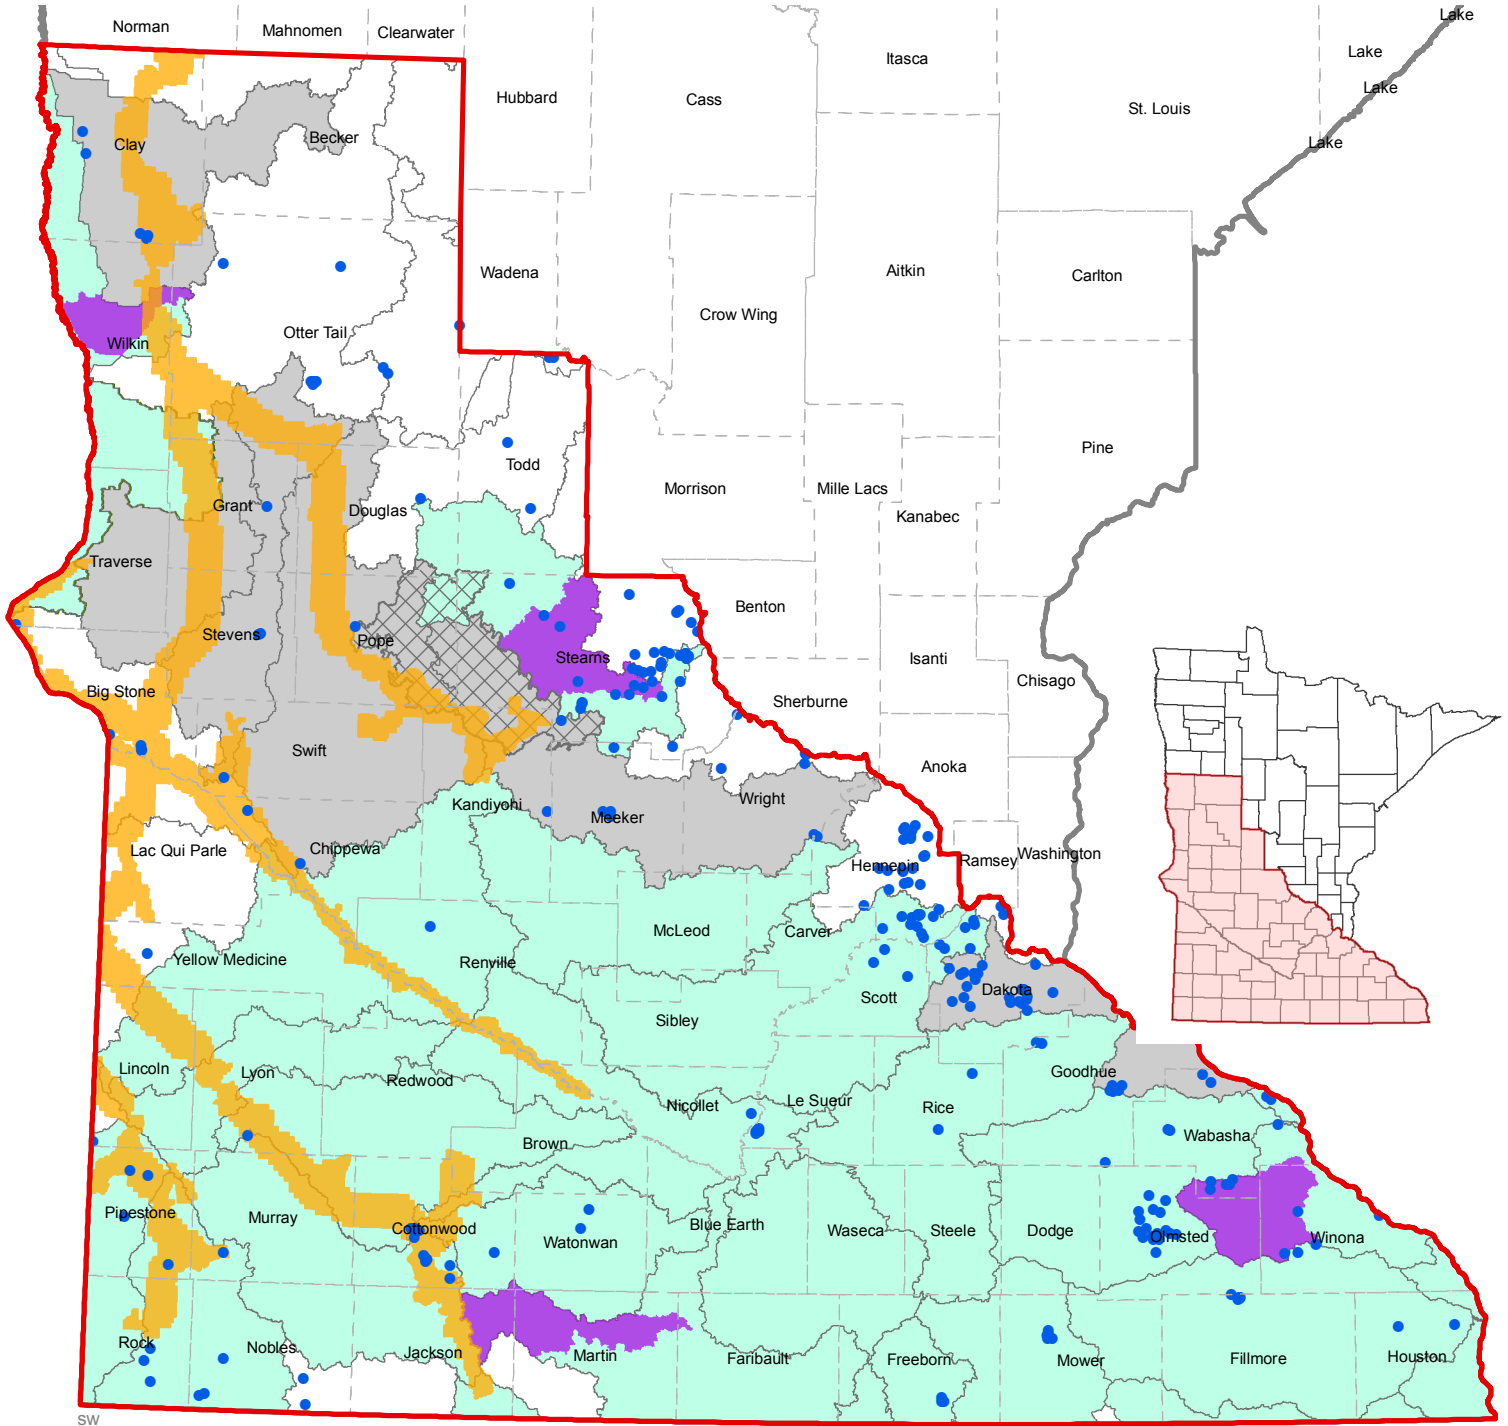 Norman
Mahnomen
Clearwater
Lake
Lake
Itasca
Lake
Hubbard
Cass
St. Louis
Becker
Clay
Lake
Wadena
Aitkin
Carlton
Crow Wing
Otter Tail
Wilkin
Pine
Todd
Morrison
Mille Lacs
Grant
Douglas
Kanabec
Traverse
Benton
Stevens
Pope
Stearns
Isanti
Chisago
Big Stone
Sherburne
Swift
Anoka
Wright
Kandiyohi
Meeker
Chippewa
Lac Qui Parle
Hennepin
Ramsey
Washington
McLeod
Carver
Yellow Medicine
Renville
Dakota
Scott
Sibley
Lincoln
Lyon
Redwood
Goodhue
Nicollet
Le Sueur
Rice
Brown
Wabasha
Pipestone
Murray
Cottonwood
Watonwan
Blue Earth
Waseca
Steele
Dodge
Olmsted
Winona
Rock
Nobles
Jackson
Martin
Faribault
Freeborn
Mower
Fillmore
Houston
SW